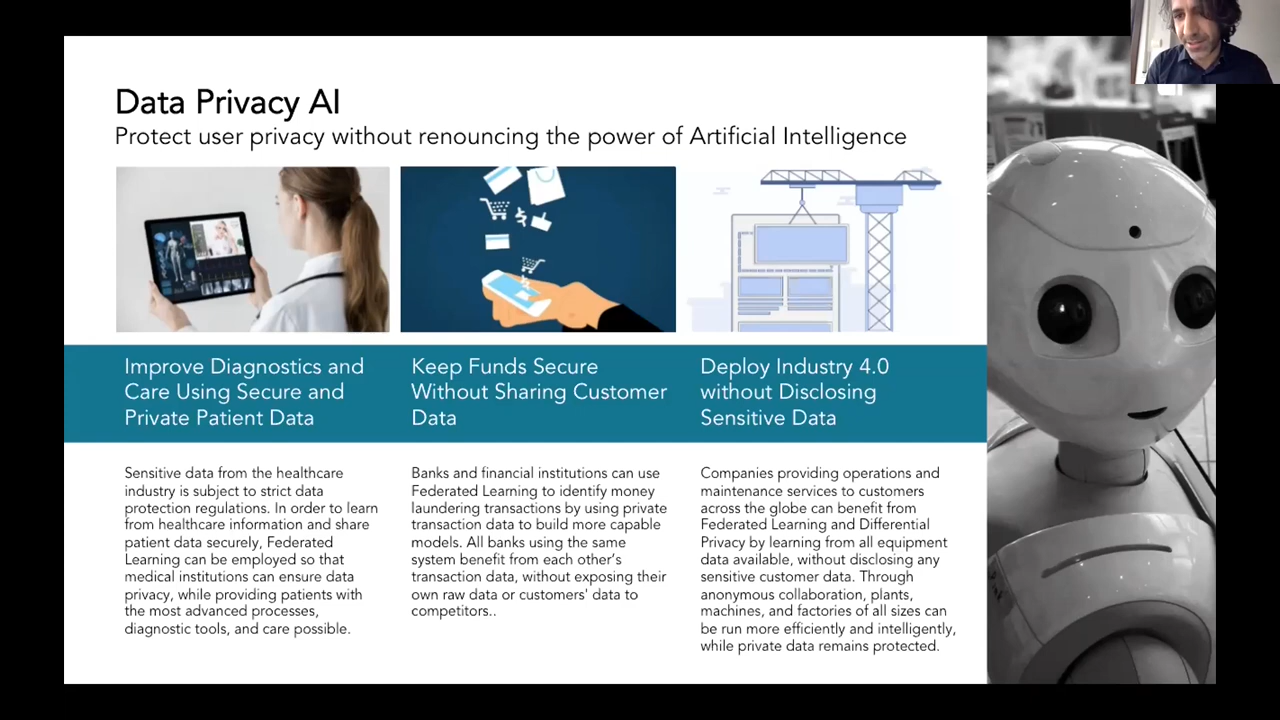 Data Privacy AI
Protect user privacy without renouncing the power of Artificial Intelligence
Improve Diagnostics and
Care Using Secure and
Private Patient Data
Keep Funds Secure
Without Sharing Customer
Data
Deploy Industry 4.0
without Disclosing
Sensitive Data
Sensitive data from the healthcare
industry is subject to strict data
protection regulations. In order to learn
from healthcare information and share
patient data securely, Federated
Learning can be employed so that
medical institutions can ensure data
privacy, while providing patients with
the most advanced processes,
diagnostic tools, and care possible.
Banks and financial institutions can use
Federated Learning to identify money
laundering transactions by using private
transaction data to build more capable
models. All banks using the same
system benefit from each other's
transaction data, without exposing their
own raw data or customers' data to
competitors..
Companies providing operations and
maintenance services to customers
across the globe can benefit from
Federated Learning and Differential
Privacy by learning from all equipment
data available, without disclosing any
sensitive customer data. Through
anonymous collaboration, plants,
machines, and factories of all sizes can
be run more efficiently and intelligently,
while private data remains protected.